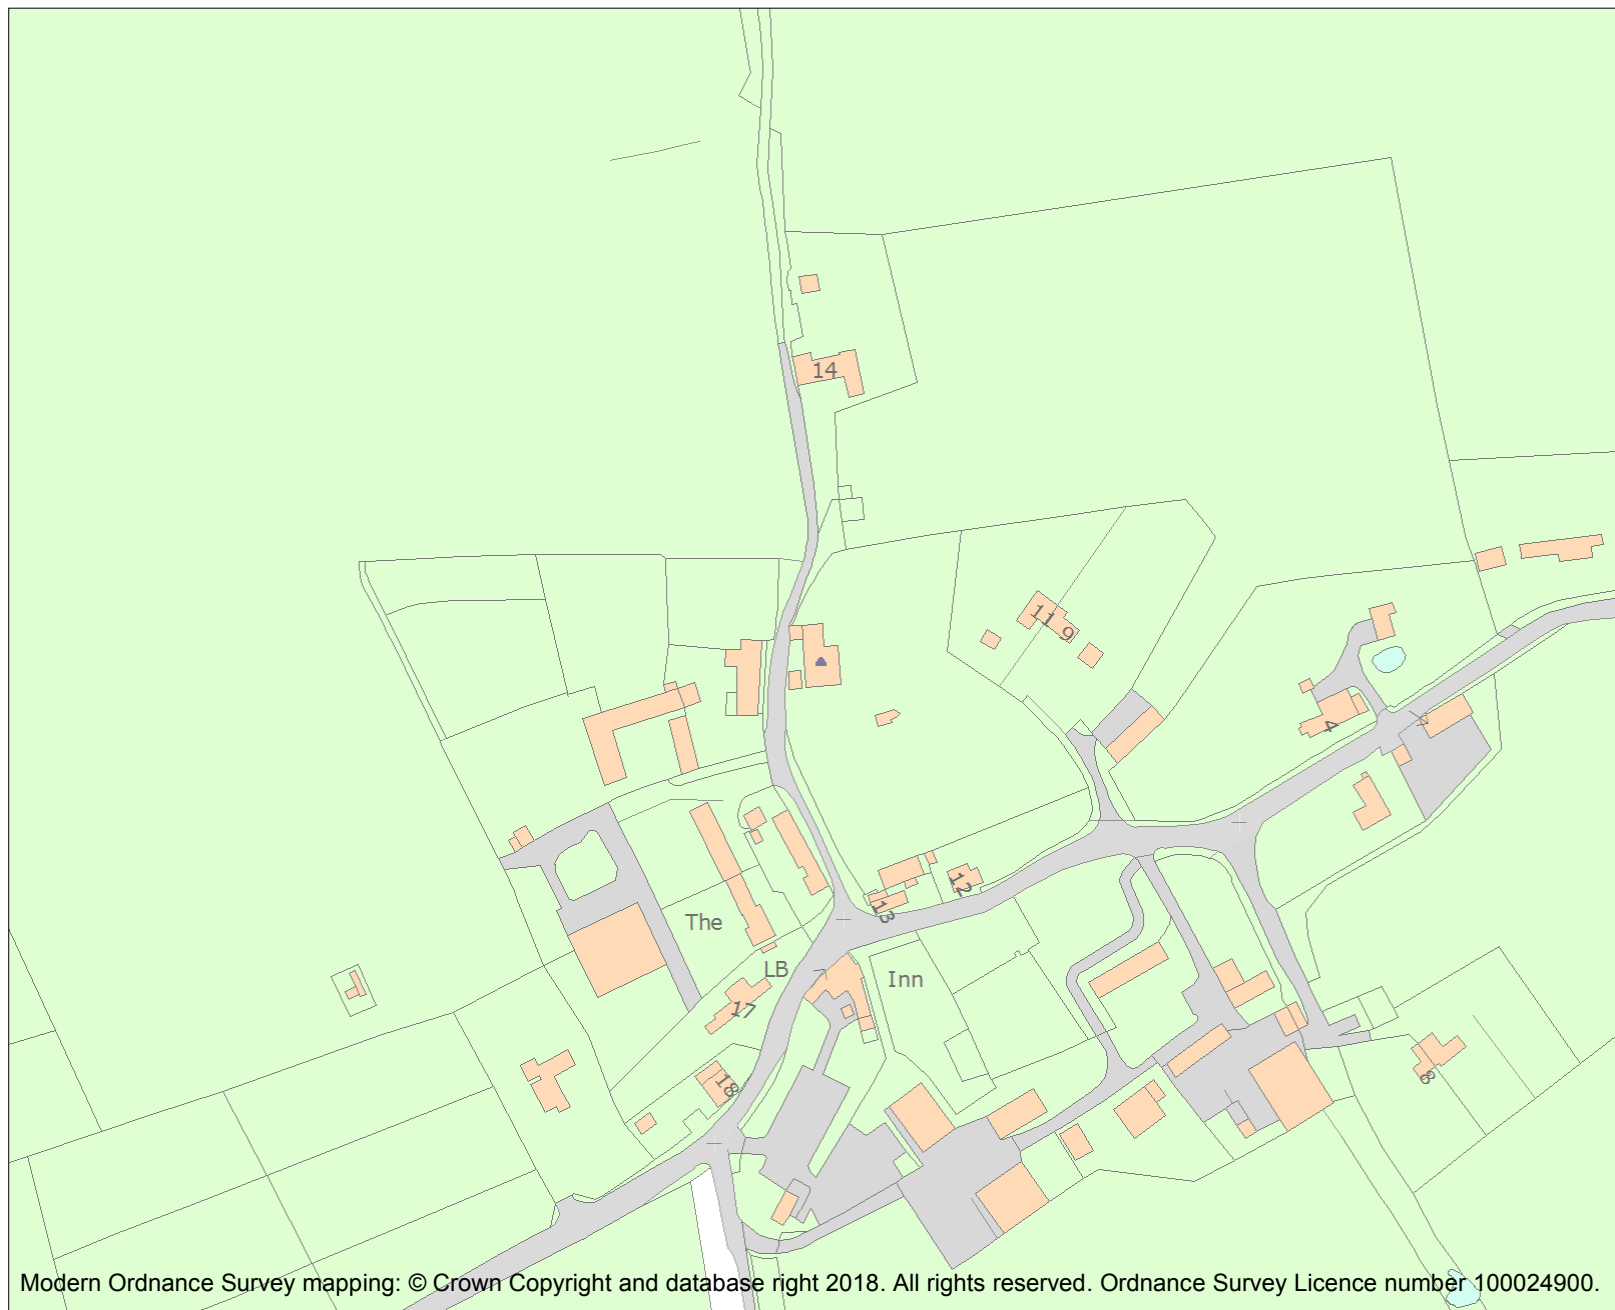 14
11
9
4
12
13
The
LB
Inn
17
18
8
Modern Ordnance Survey mapping: © Crown Copyright and database right 2018. All rights reserved. Ordnance Survey Licence number 100024900.